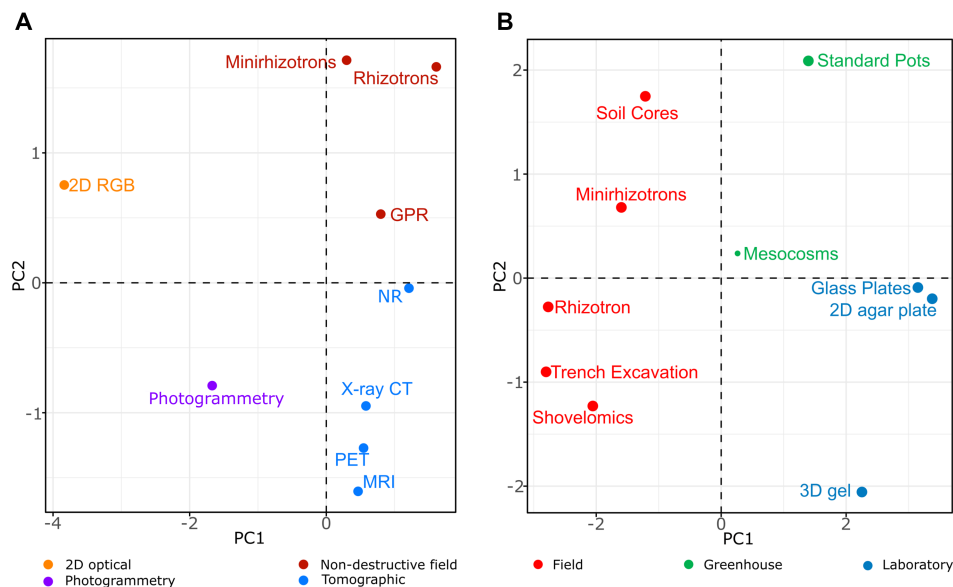 A
Minirhizotrons
Rhizotrons
1
2D RGB
GPR
PC2
0
NR
X-ray CT
Photogrammetry
-1
PET
MRI
-4
-2
0
PC1
2D optical
Non-destructive field
Photogrammetry
Tomographic
B
2
Standard Pots
Soil Cores
1
Minirhizotrons
Mesocosms
PC2
0
Glass Plates
Rhizotron
2D agar plate
Trench Excavation
-1
Shovelomics
-2
3D gel
-2
0
2
PC1
Field
Greenhouse
Laboratory